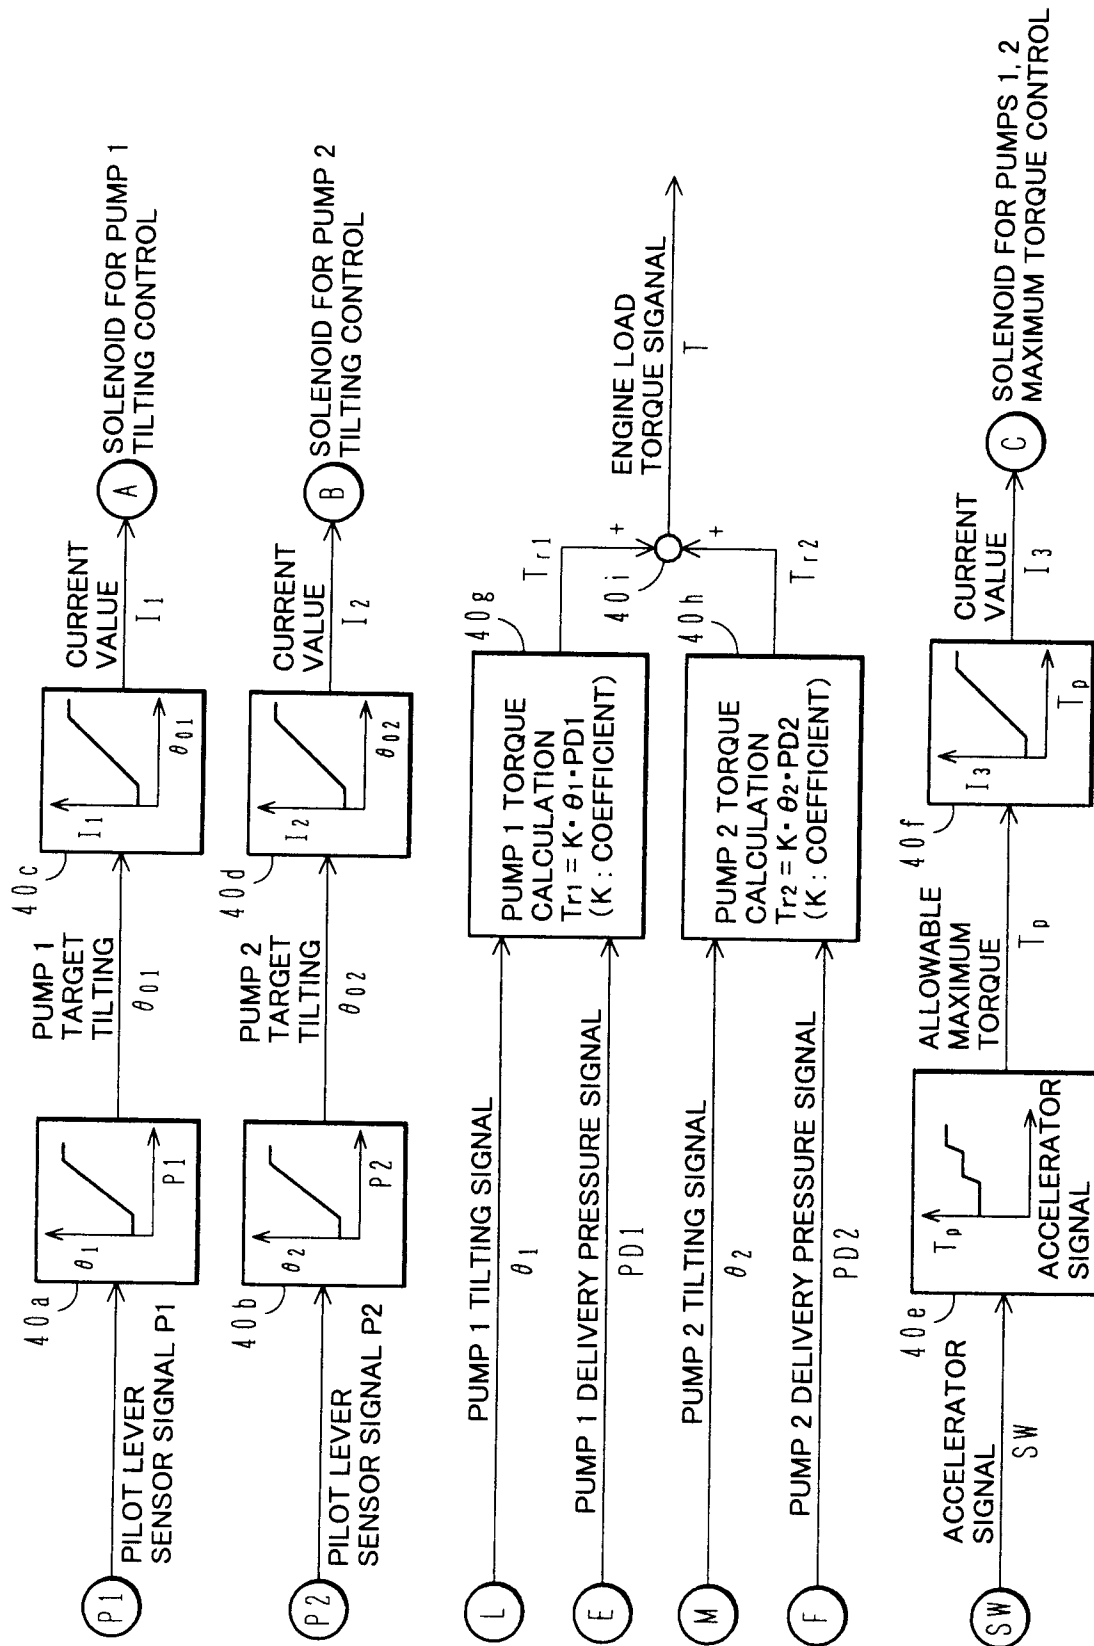 P1
PILOT LEVER
SENSOR SIGNAL P1
40a
θ1
P1
PUMP 1
TARGET
TILTING
θ01
40c
I1
θ01
CURRENT
VALUE
I1
A
SOLENOID FOR PUMP 1
TILTING CONTROL
P2
PILOT LEVER
SENSOR SIGNAL P2
40b
θ2
P2
PUMP 2
TARGET
TILTING
θ02
40d
I2
θ02
CURRENT
VALUE
I2
B
SOLENOID FOR PUMP 2
TILTING CONTROL
L
PUMP 1 TILTING SIGNAL
θ1
E
PUMP 1 DELIVERY PRESSURE SIGNAL
PD1
PUMP 1 TORQUE
CALCULATION
Tr1 = K・θ1・PD1
(K : COEFFICIENT)
40g
Tr1
+
40i
ENGINE LOAD
TORQUE SIGANAL
T
M
PUMP 2 TILTING SIGNAL
θ2
F
PUMP 2 DELIVERY PRESSURE SIGNAL
PD2
PUMP 2 TORQUE
CALCULATION
Tr2 = K・θ2・PD2
(K : COEFFICIENT)
40h
Tr2
+
SW
ACCELERATOR
SIGNAL
SW
40e
Tp
ACCELERATOR
SIGNAL
ALLOWABLE
MAXIMUM
TORQUE
Tp
40f
I3
Tp
CURRENT
VALUE
I3
C
SOLENOID FOR PUMPS 1, 2
MAXIMUM TORQUE CONTROL